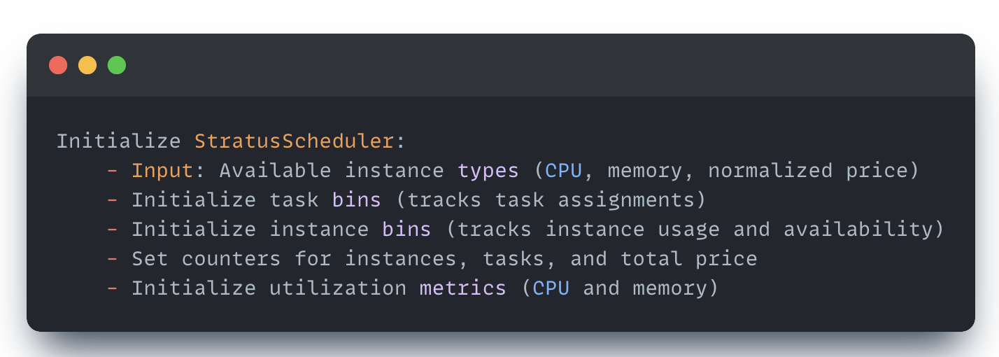 Initialize StratusScheduler:
- Input: Available instance types (CPU, memory, normalized price)
- Initialize task bins (tracks task assignments)
- Initialize instance bins (tracks instance usage and availability)
- Set counters for instances, tasks, and total price
- Initialize utilization metrics (CPU and memory)